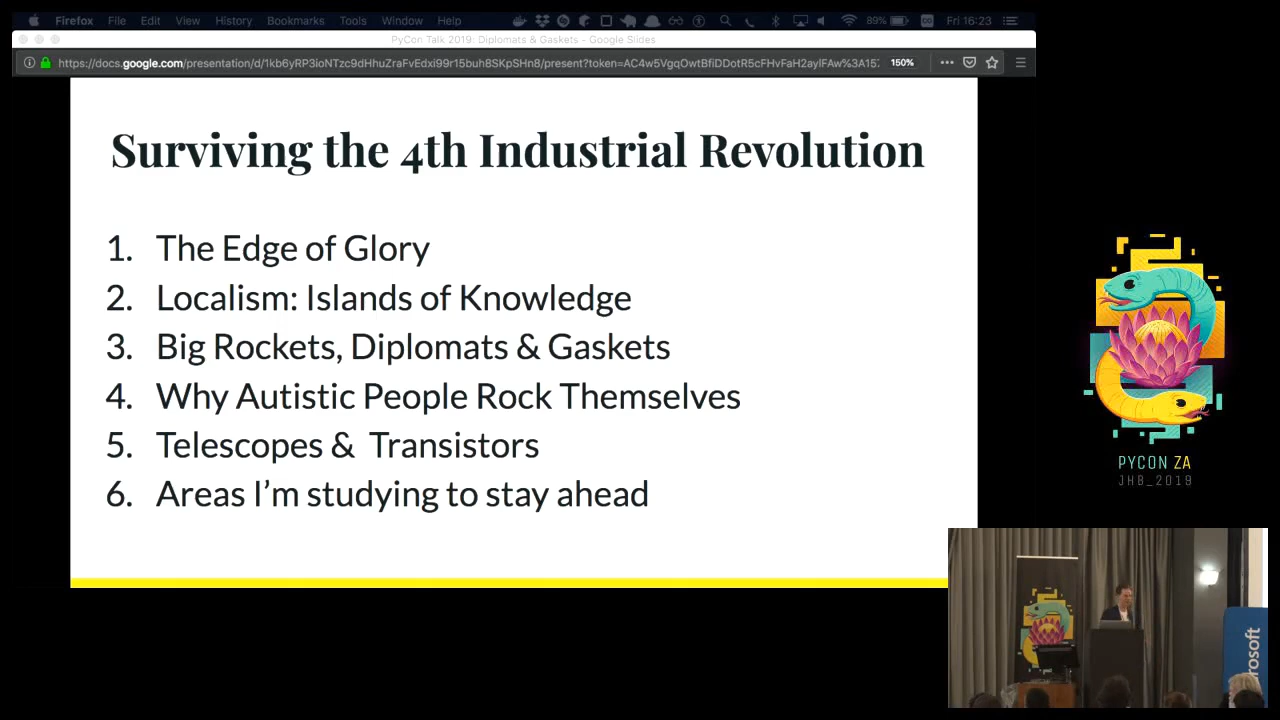 Firefox File Edit View History Bookmarks Tools Window Help 89% Fri 16:23
PyCon Talk 2019: Diplomats & Gaskets - Google Slides
150%
Surviving the 4th Industrial Revolution
1. The Edge of Glory
2. Localism: Islands of Knowledge
3. Big Rockets, Diplomats & Gaskets
4. Why Autistic People Rock Themselves
5. Telescopes & Transistors
6. Areas I'm studying to stay ahead
PYCON ZA
JHB_2019
rosoft